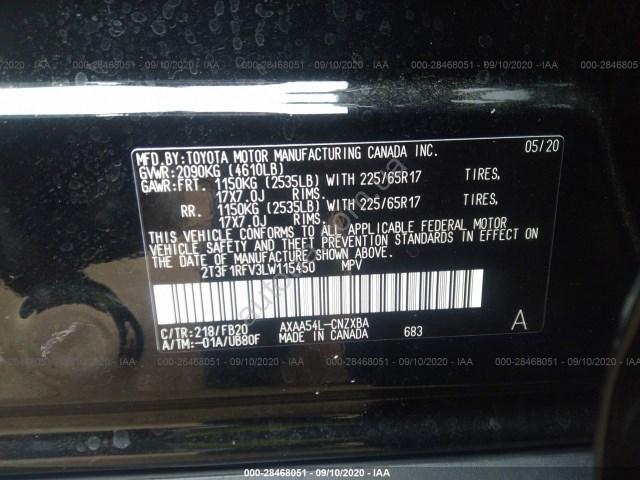 000-28468051 - 09/10/2020 - IAA
MFD.BY:TOYOTA MOTOR MANUFACTURING CANADA INC. 05/20
GVWR:2090KG (4610LB)
GAWR:FRT. 1150KG (2535LB) WITH 225/65R17 TIRES,
17X7.0J RIMS.
RR. 1150KG (2535LB) WITH 225/65R17 TIRES,
17X7.0J RIMS.
THIS VEHICLE CONFORMS TO ALL APPLICABLE FEDERAL MOTOR
VEHICLE SAFETY AND THEFT PREVENTION STANDARDS IN EFFECT ON
THE DATE OF MANUFACTURE SHOWN ABOVE.
2T3F1RFV3LW115450 MPV
C/TR:218/FB20 AXAA54L-CNZXBA
A/TM:-01A/UB80F MADE IN CANADA 683 A
000-28468051 - 09/10/2020 - IAA